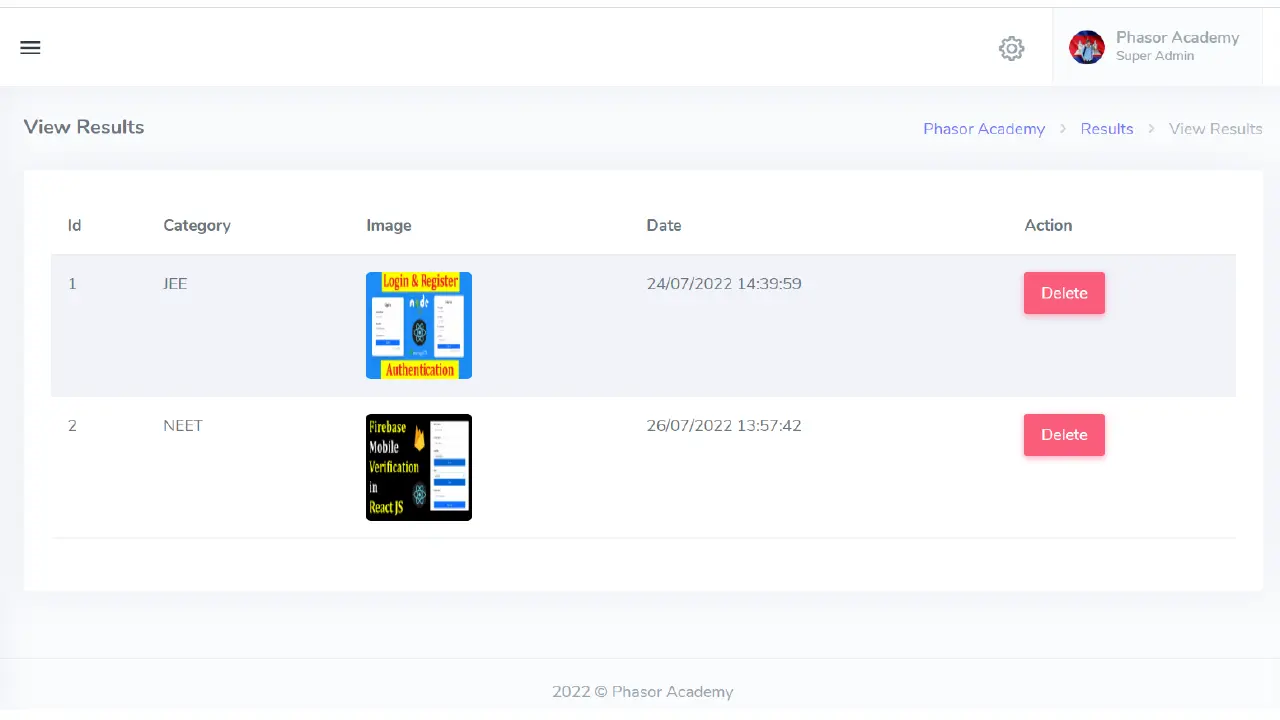 Phasor Academy
Super Admin
View Results
Phasor Academy > Results > View Results
Id Category Image Date Action
1 JEE 24/07/2022 14:39:59 Delete
Login & Register
node
Authentication
2 NEET 26/07/2022 13:57:42 Delete
Firebase
Mobile
Verification
in
React JS
2022 © Phasor Academy